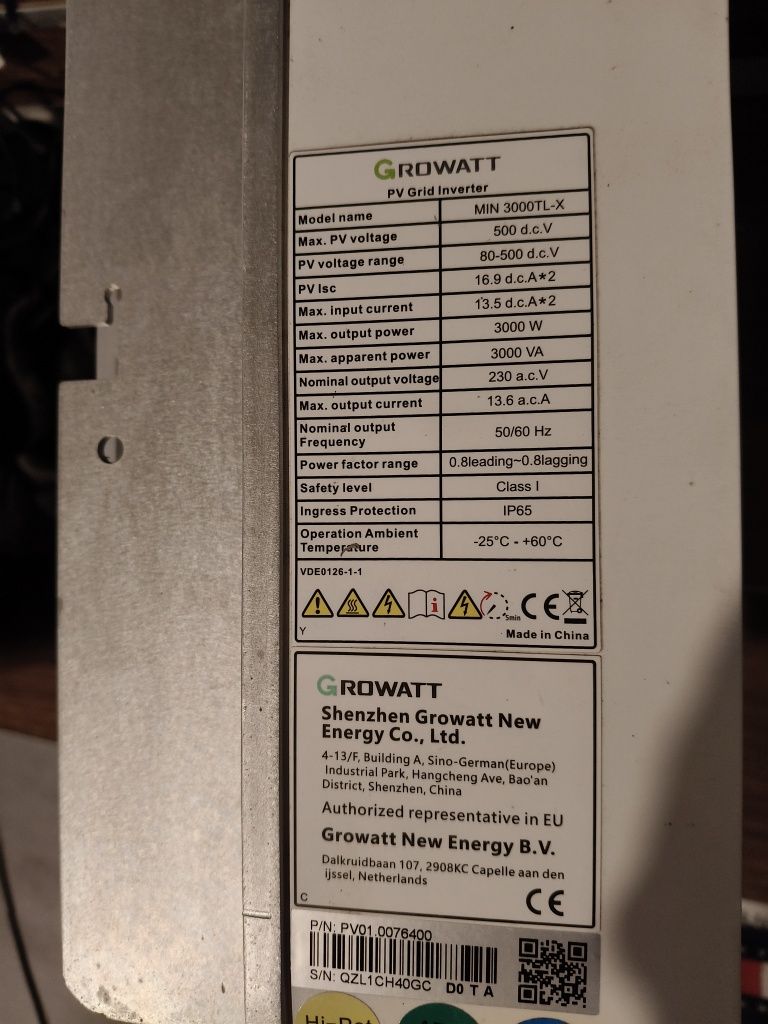 GROWATT
PV Grid Inverter
Model name MIN 3000TL-X
Max. PV voltage 500 d.c.V
PV voltage range 80-500 d.c.V
PV Isc 16.9 d.c.A*2
Max. input current 13.5 d.c.A*2
Max. output power 3000 W
Max. apparent power 3000 VA
Nominal output voltage 230 a.c.V
Max. output current 13.6 a.c.A
Nominal output
Frequency 50/60 Hz
Power factor range 0.8leading~0.8lagging
Safety level Class I
Ingress Protection IP65
Operation Ambient
Temperature -25°C - +60°C
VDE0126-1-1
5min CE
Y Made in China
GROWATT
Shenzhen Growatt New
Energy Co., Ltd.
4-13/F, Building A, Sino-German(Europe)
Industrial Park, Hangcheng Ave, Bao'an
District, Shenzhen, China
Authorized representative in EU
Growatt New Energy B.V.
Dalkruidbaan 107, 2908KC Capelle aan den
ijssel, Netherlands
C CE
P/N: PV01.0076400
S/N: QZL1CH40GC D0 T A
Hi-Pot